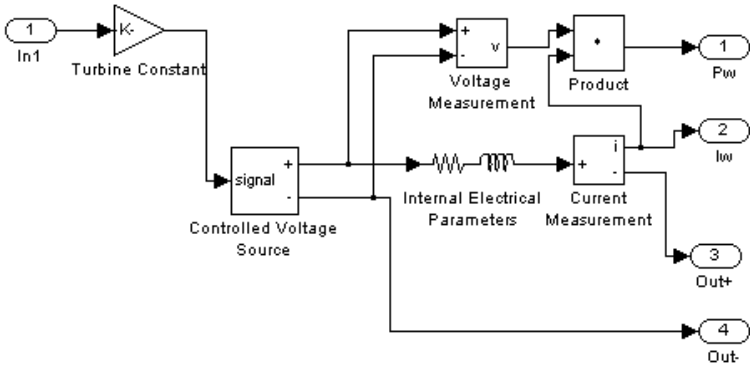 1
In1
K-
Turbine Constant
signal
+
-
Controlled Voltage
Source
+
-
v
Voltage
Measurement
Product
1
Pw
2
Iw
Internal Electrical
Parameters
+
i
-
Current
Measurement
3
Out+
4
Out-